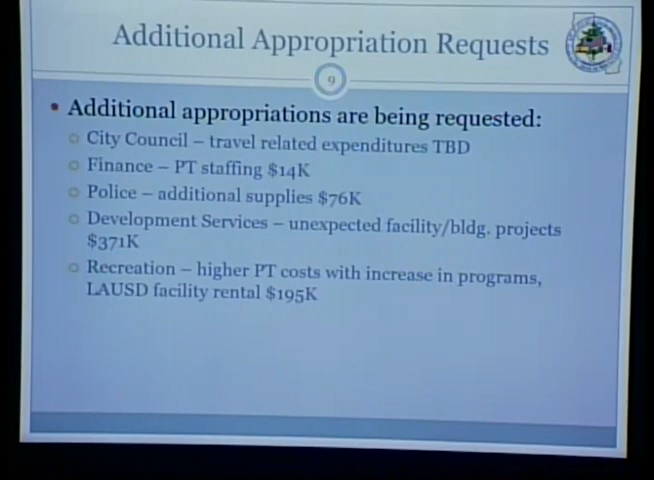 Additional Appropriation Requests
9
• Additional appropriations are being requested:
○ City Council – travel related expenditures TBD
○ Finance – PT staffing $14K
○ Police – additional supplies $76K
○ Development Services – unexpected facility/bldg. projects
$371K
○ Recreation – higher PT costs with increase in programs,
LAUSD facility rental $195K